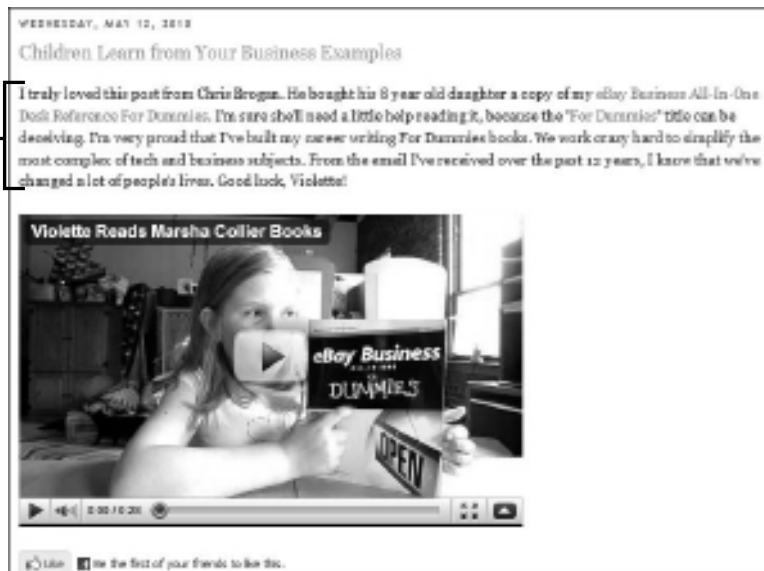 WEDNESDAY, MAY 12, 2010
Children Learn from Your Business Examples
I truly loved this post from Chris Brogan. He bought his 8 year old daughter a copy of my eBay Business All-In-One
Desk Reference For Dummies. I'm sure she'll need a little help reading it, because the "For Dummies" title can be
deceiving. I'm very proud that I've built my career writing For Dummies books. We work crazy hard to simplify the
most complex of tech and business subjects. From the email I've received over the past 12 years, I know that we've
changed a lot of people's lives. Good luck, Violette!
Violette Reads Marsha Collier Books
eBay Business
DUMMIES
OPEN
0:00 / 0:28
Like Be the first of your friends to like this.